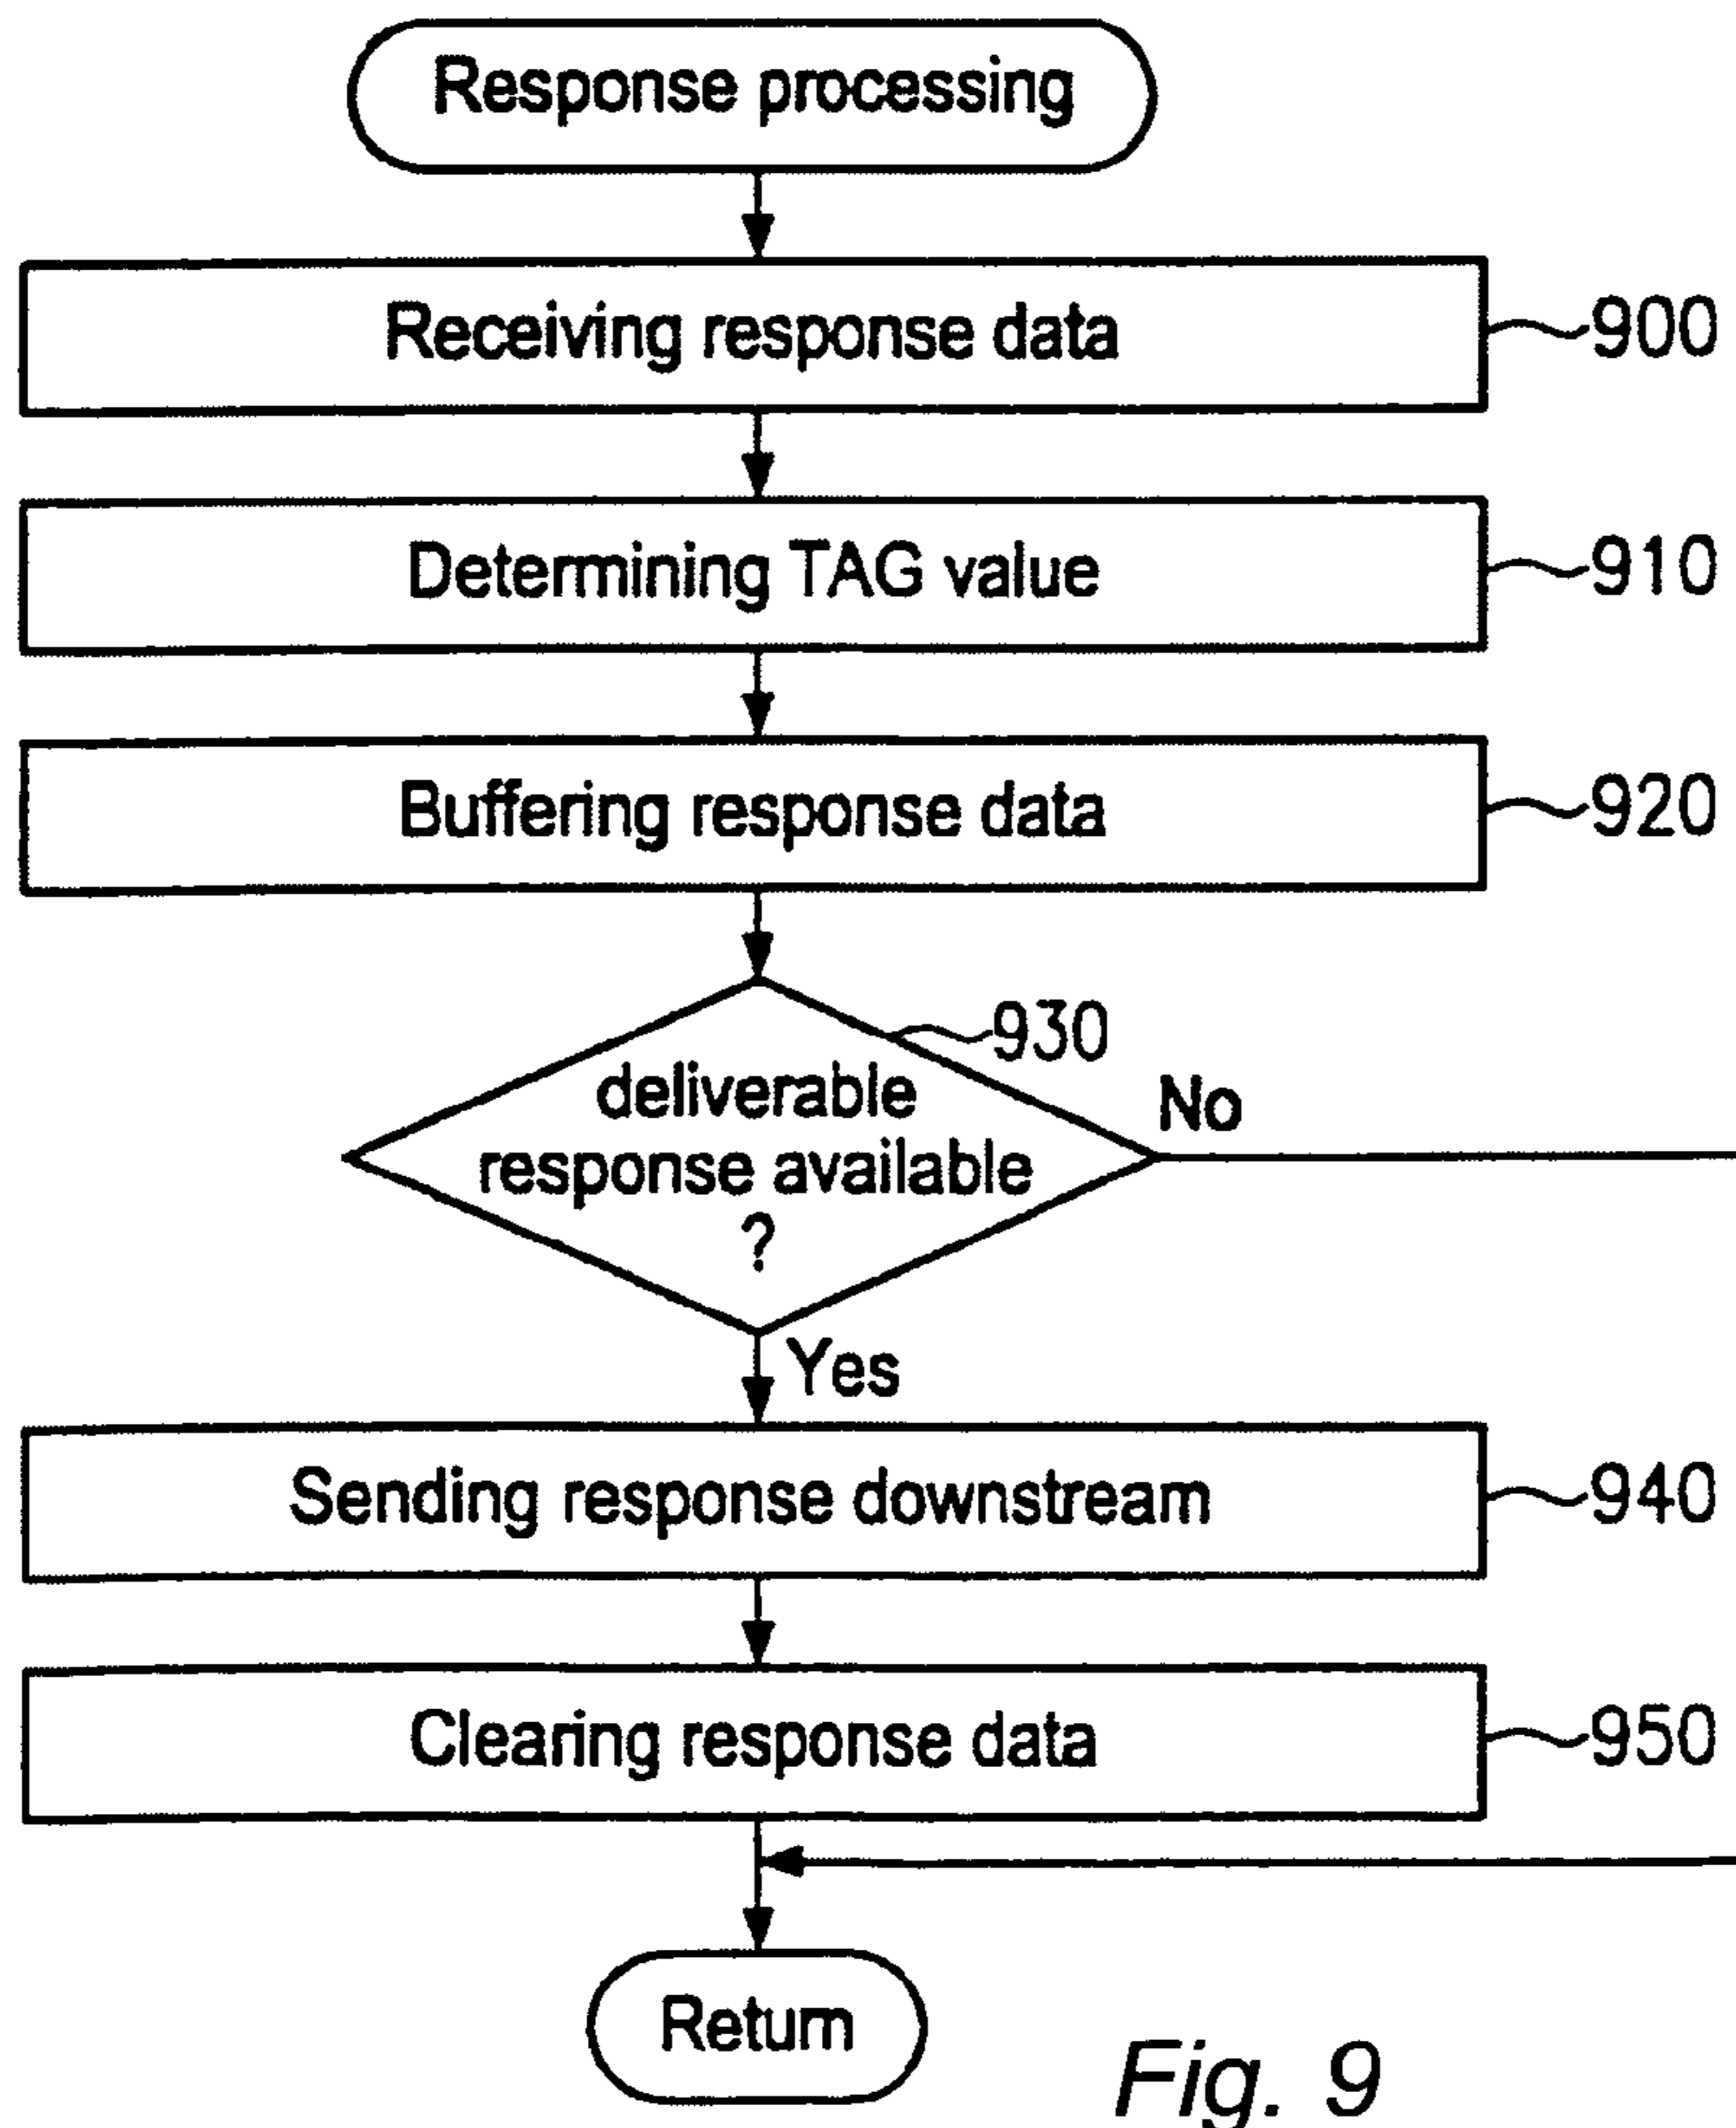 Response processing
Receiving response data
900
Determining TAG value
910
Buffering response data
920
930
deliverable
response available
?
No
Yes
Sending response downstream
940
Clearing response data
950
Return
Fig. 9